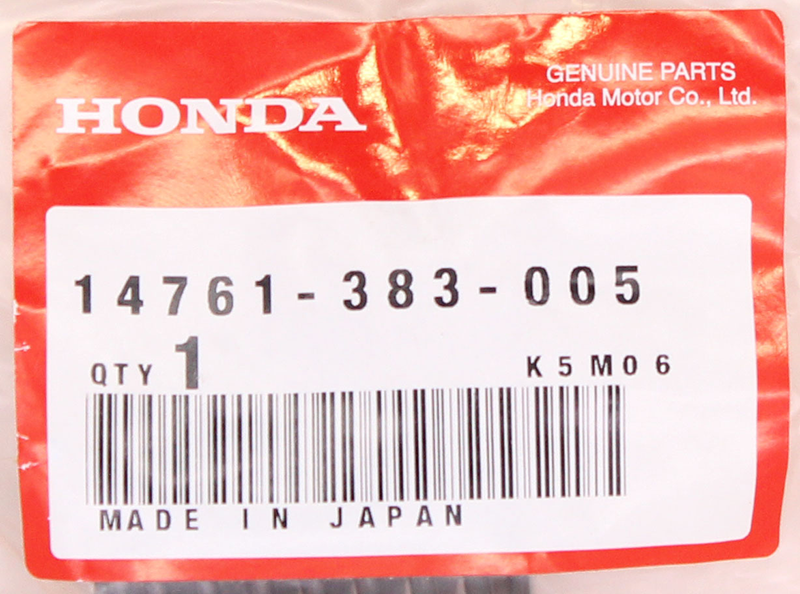 GENUINE PARTS
HONDA
Honda Motor Co., Ltd.
14761-383-005
QTY 1
K5M06
MADE IN JAPAN